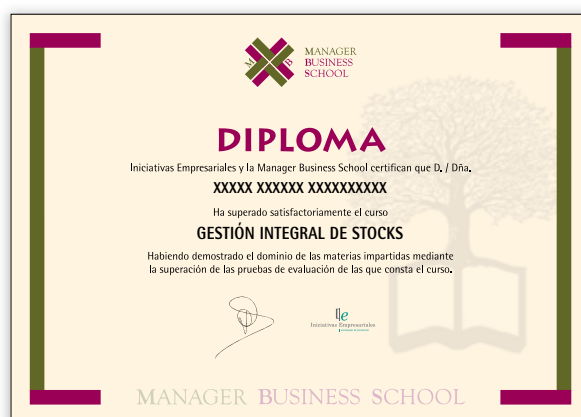 M B
MANAGER
BUSINESS
SCHOOL
DIPLOMA
Iniciativas Empresariales y la Manager Business School certifican que D. / Dña.
XXXXX XXXXXX XXXXXXXXXX
Ha superado satisfactoriamente el curso
GESTIÓN INTEGRAL DE STOCKS
Habiendo demostrado el dominio de las materias impartidas mediante
la superación de las pruebas de evaluación de las que consta el curso.
Ile
Iniciativas Empresariales
MANAGER BUSINESS SCHOOL